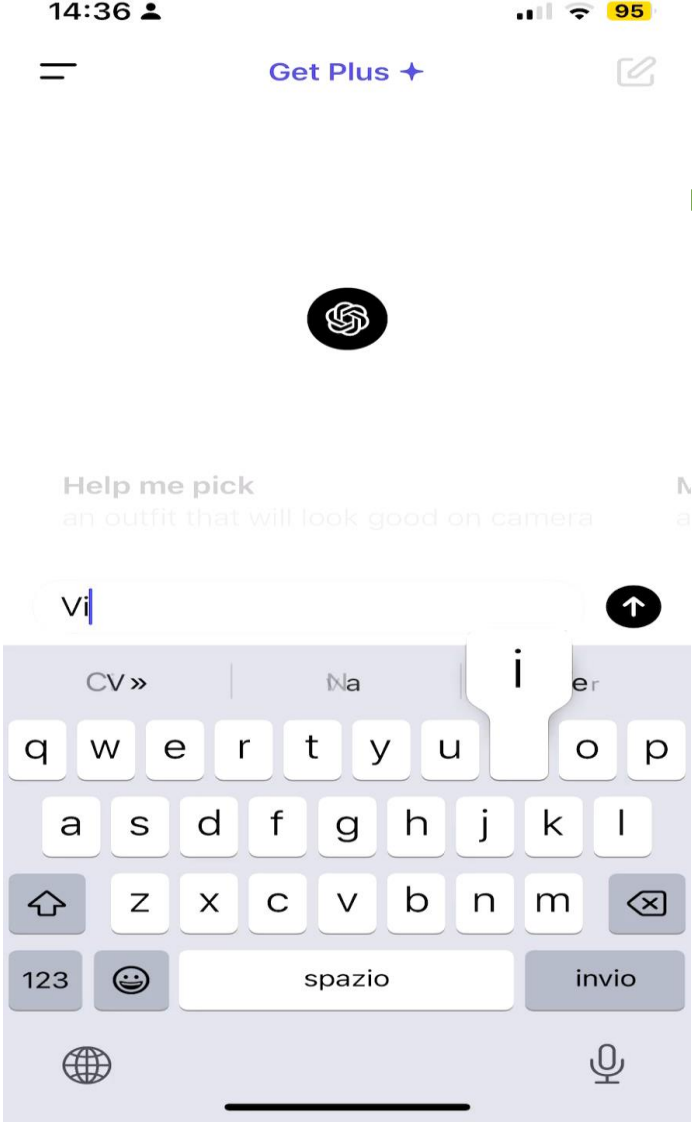 14:36
95
Get Plus
Help me pick
an outfit that will look good on camera
Vi
CV»
i
q w e r t y u o p
a s d f g h j k l
z x c v b n m
123
spazio
invio